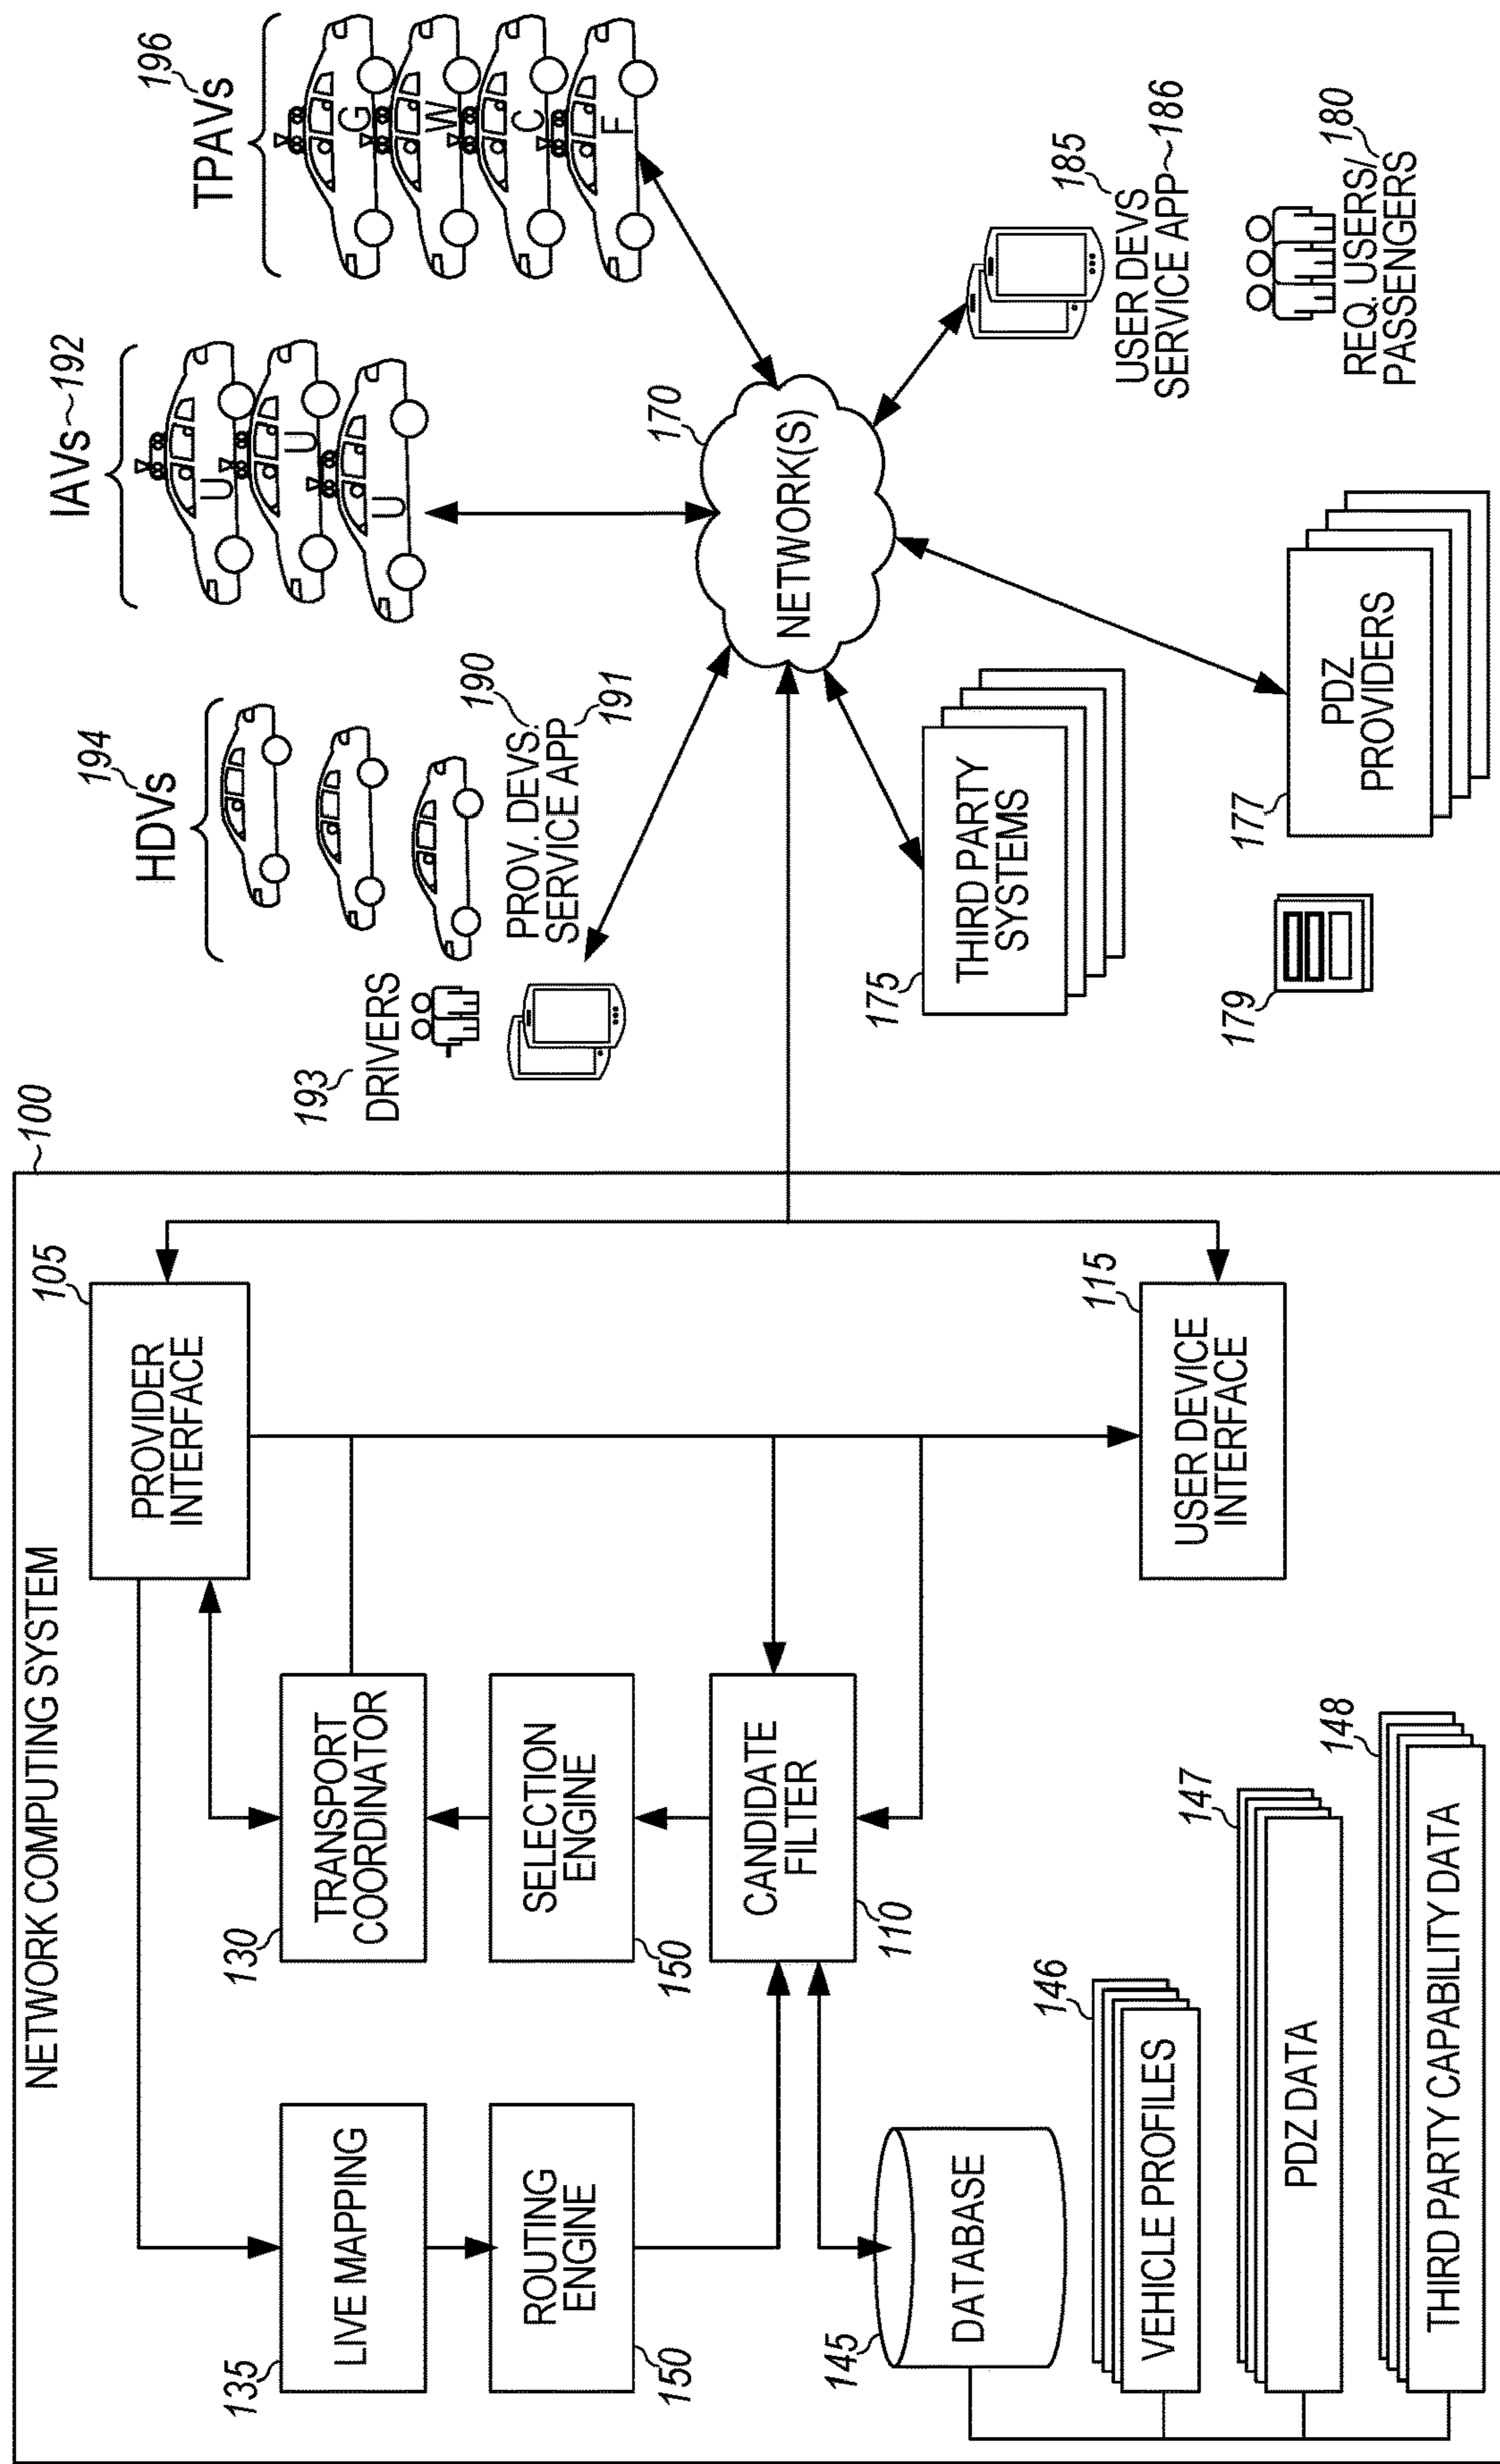 NETWORK COMPUTING SYSTEM
~100
135
LIVE MAPPING
150
ROUTING
ENGINE
145
DATABASE
146
VEHICLE PROFILES
147
PDZ DATA
148
THIRD PARTY CAPABILITY DATA
130
TRANSPORT
COORDINATOR
150
SELECTION
ENGINE
110
CANDIDATE
FILTER
105
PROVIDER
INTERFACE
115
USER DEVICE
INTERFACE
193
DRIVERS
194
HDVs
190
PROV. DEVS.
SERVICE APP
191
IAVs~192
U
U
U
196
TPAVs
G
W
C
F
170
NETWORK(S)
175
THIRD PARTY
SYSTEMS
177
PDZ
PROVIDERS
179
185
USER DEVS
SERVICE APP~186
REQ. USERS/
PASSENGERS
180